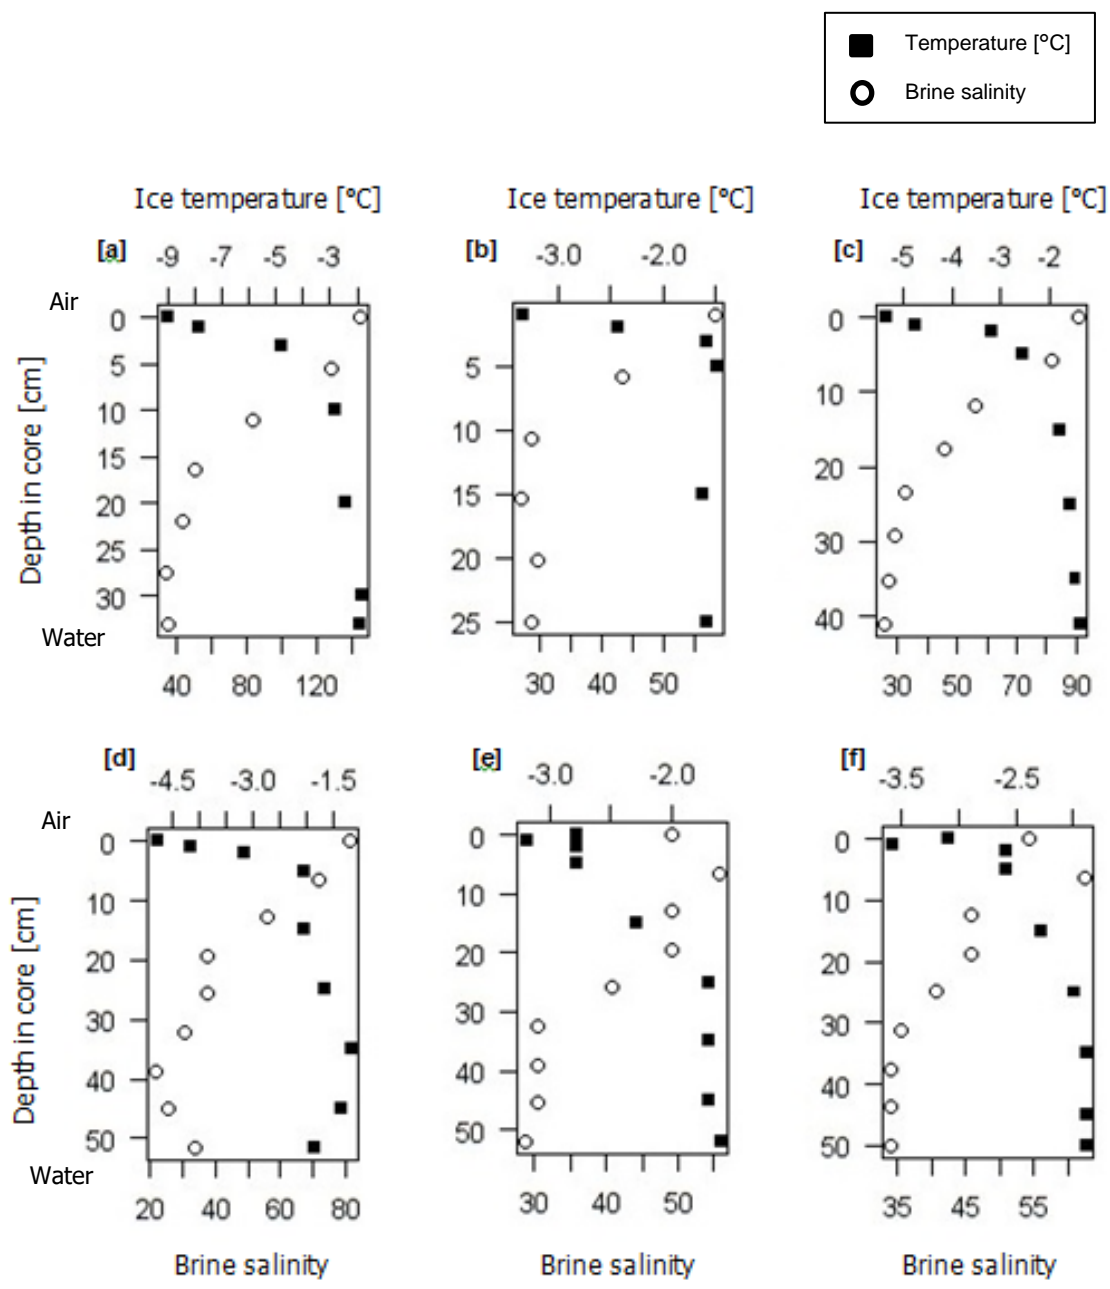 Temperature [°C]
Brine salinity
Ice temperature [°C] Ice temperature [°C] Ice temperature [°C]
[a] -9 -7 -5 -3 [b] -3.0 -2.0 [c] -5 -4 -3 -2
Air
0 5 10 15 20 25 30
5 10 15 20 25
0 10 20 30 40
Depth in core [cm]
Water
40 80 120 30 40 50 30 50 70 90
[d] -4.5 -3.0 -1.5 [e] -3.0 -2.0 [f] -3.5 -2.5
Air
0 10 20 30 40 50
0 10 20 30 40 50
0 10 20 30 40 50
Depth in core [cm]
Water
20 40 60 80 30 40 50 35 45 55
Brine salinity Brine salinity Brine salinity